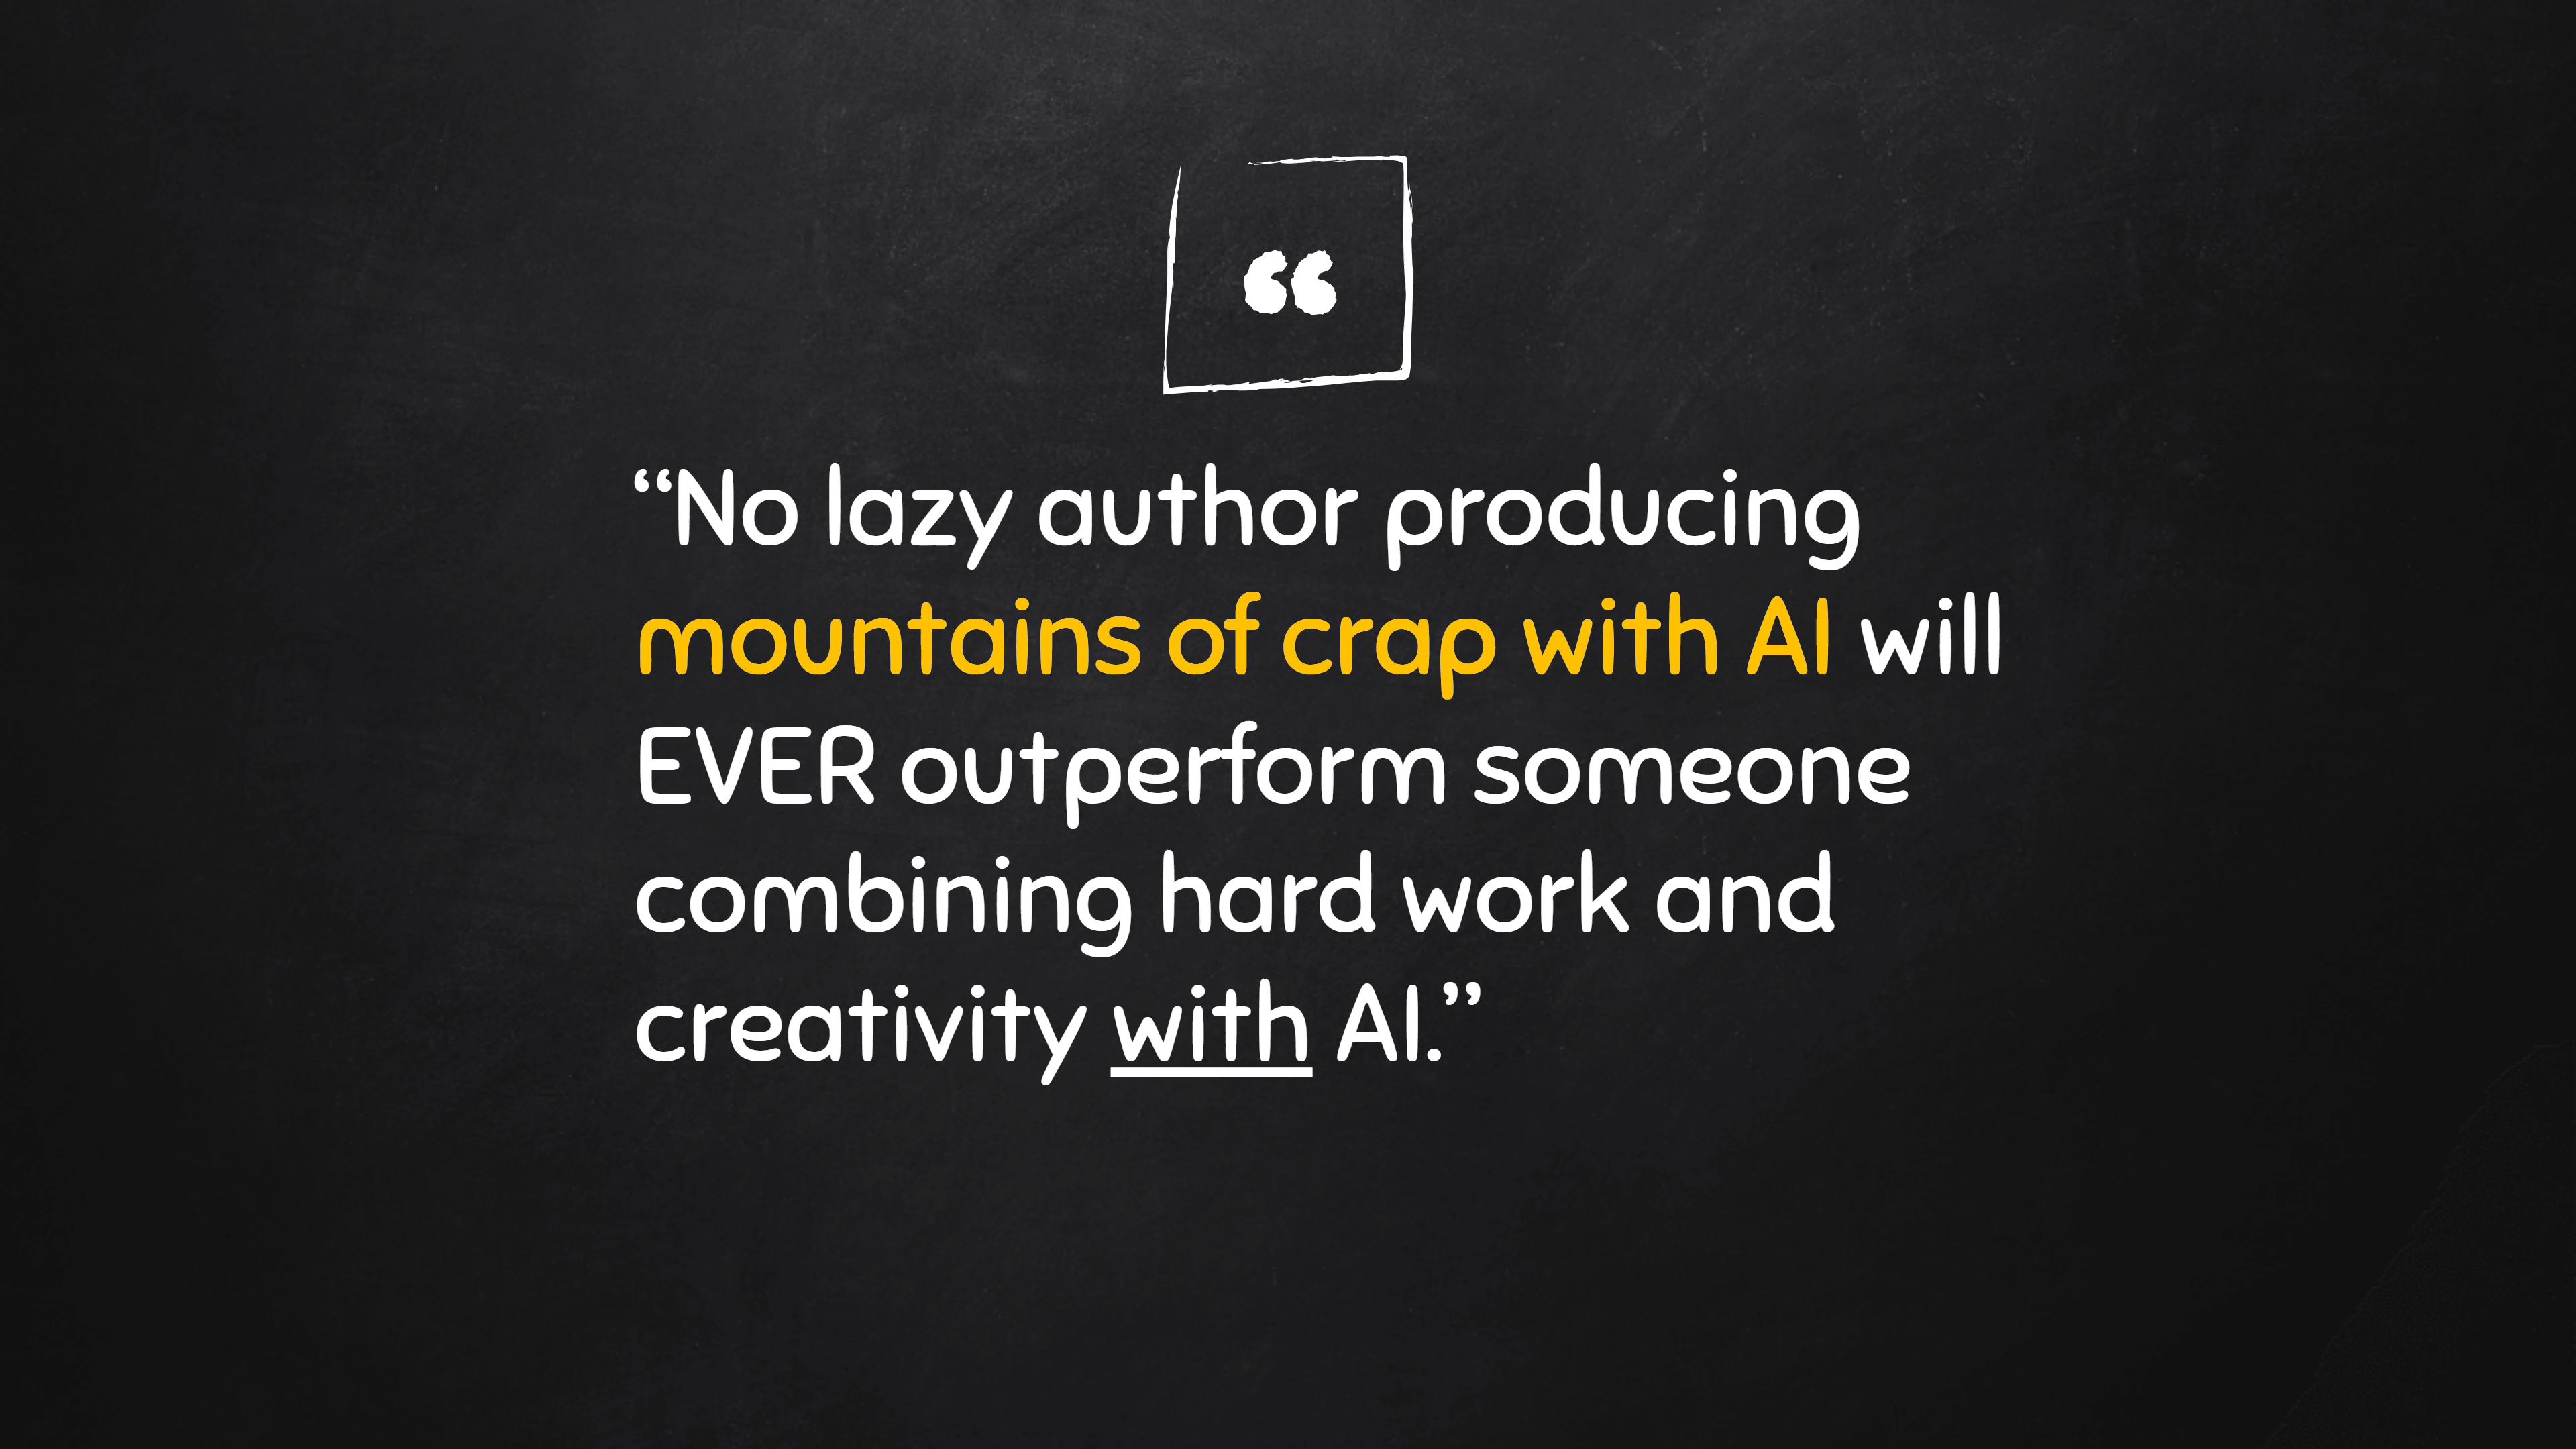 “
“No lazy author producing
mountains of crap with AI will
EVER outperform someone
combining hard work and
creativity with AI.”